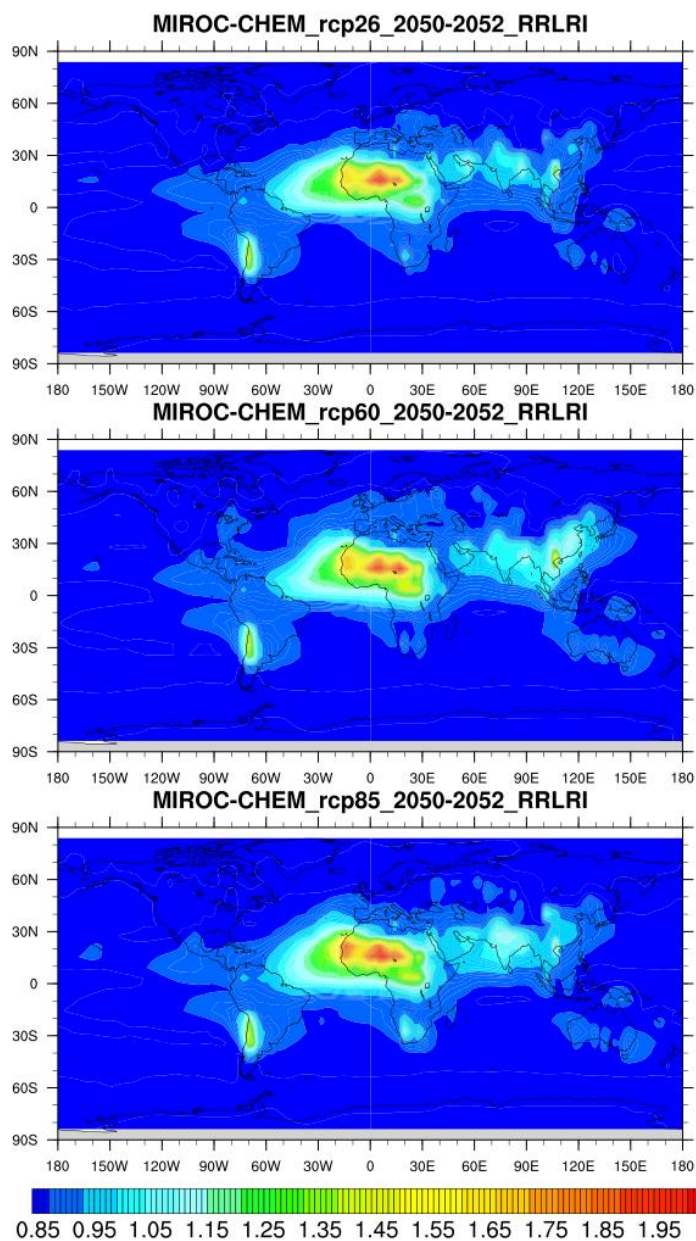 MIROC-CHEM_rcp26_2050-2052_RRLRI
90N
60N
30N
0
30S
60S
90S
180 150W 120W 90W 60W 30W 0 30E 60E 90E 120E 150E 180
MIROC-CHEM_rcp60_2050-2052_RRLRI
90N
60N
30N
0
30S
60S
90S
180 150W 120W 90W 60W 30W 0 30E 60E 90E 120E 150E 180
MIROC-CHEM_rcp85_2050-2052_RRLRI
90N
60N
30N
0
30S
60S
90S
180 150W 120W 90W 60W 30W 0 30E 60E 90E 120E 150E 180
0.85 0.95 1.05 1.15 1.25 1.35 1.45 1.55 1.65 1.75 1.85 1.95